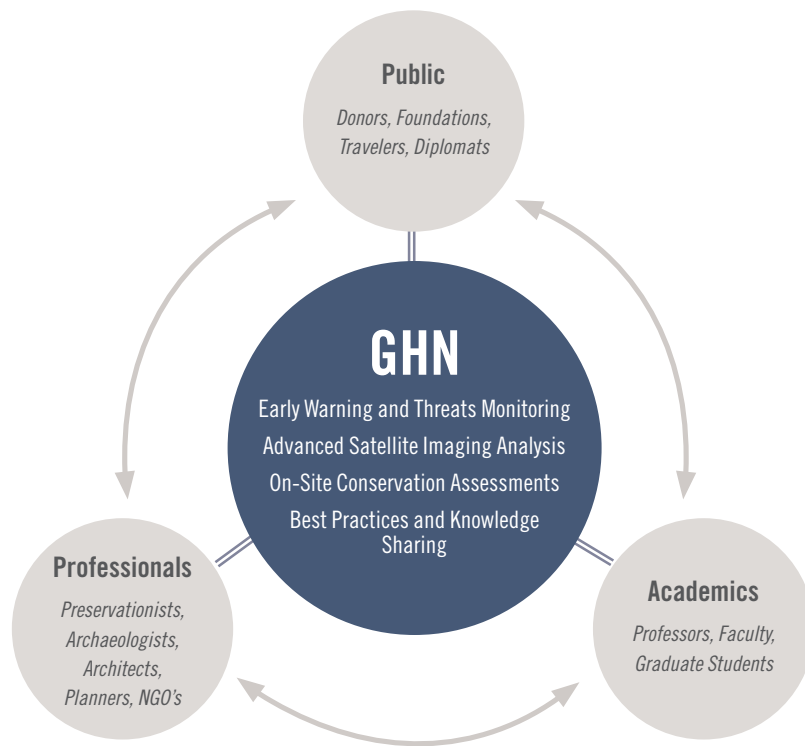 Public
Donors, Foundations,
Travelers, Diplomats
GHN
Early Warning and Threats Monitoring
Advanced Satellite Imaging Analysis
On-Site Conservation Assessments
Best Practices and Knowledge
Sharing
Professionals
Preservationists,
Archaeologists,
Architects,
Planners, NGO's
Academics
Professors, Faculty,
Graduate Students